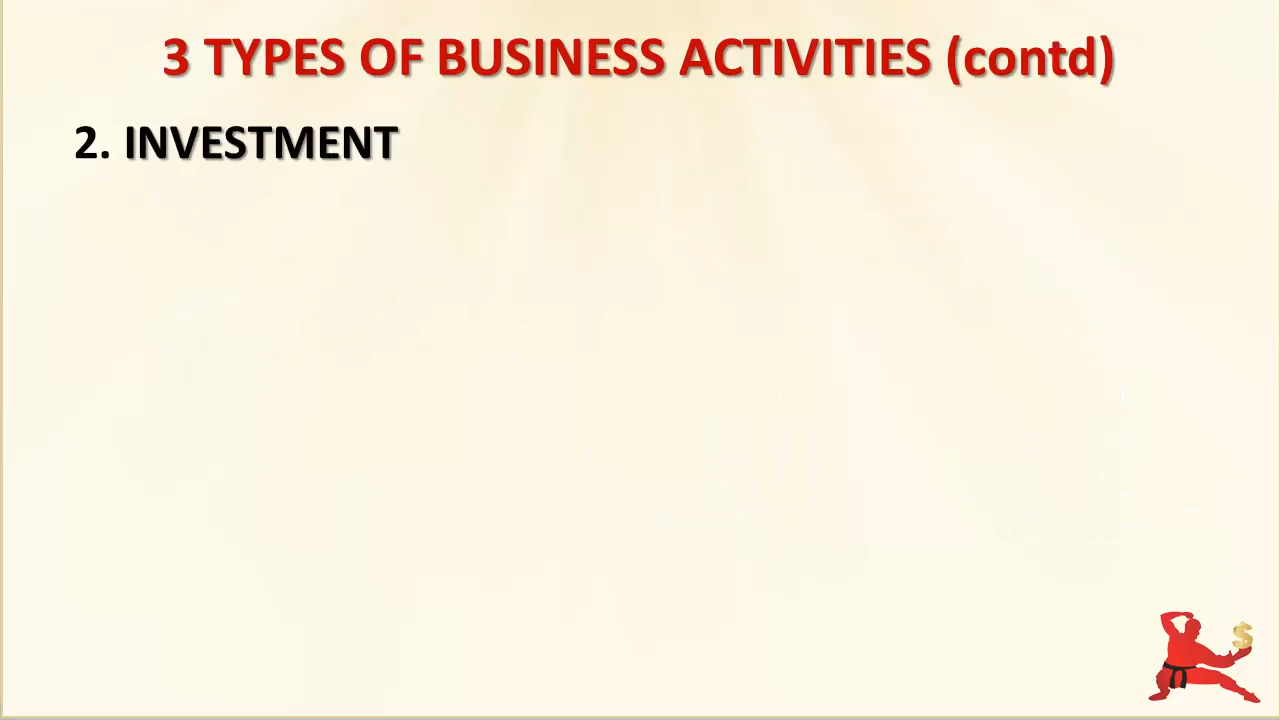 3 TYPES OF BUSINESS ACTIVITIES (contd)
2. INVESTMENT
$